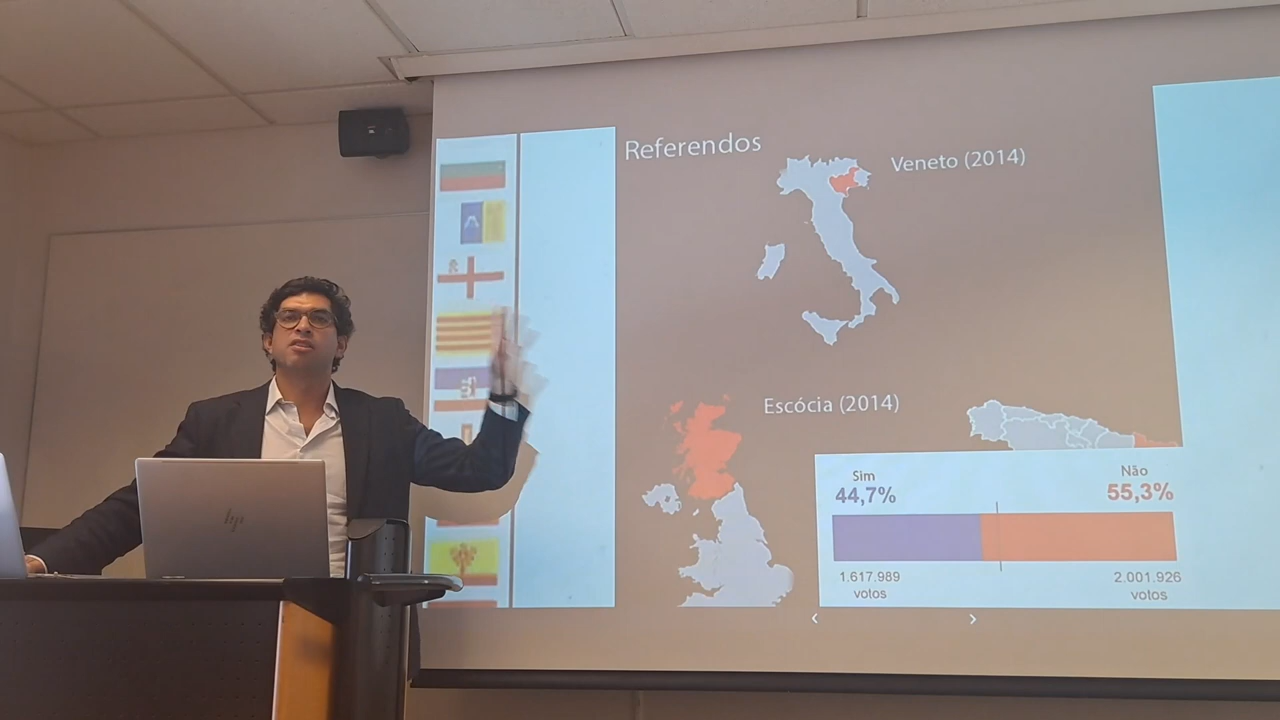 Referendos
Veneto (2014)
Escócia (2014)
Sim
44,7%
Não
55,3%
1.617.989
votos
2.001.926
votos
hp